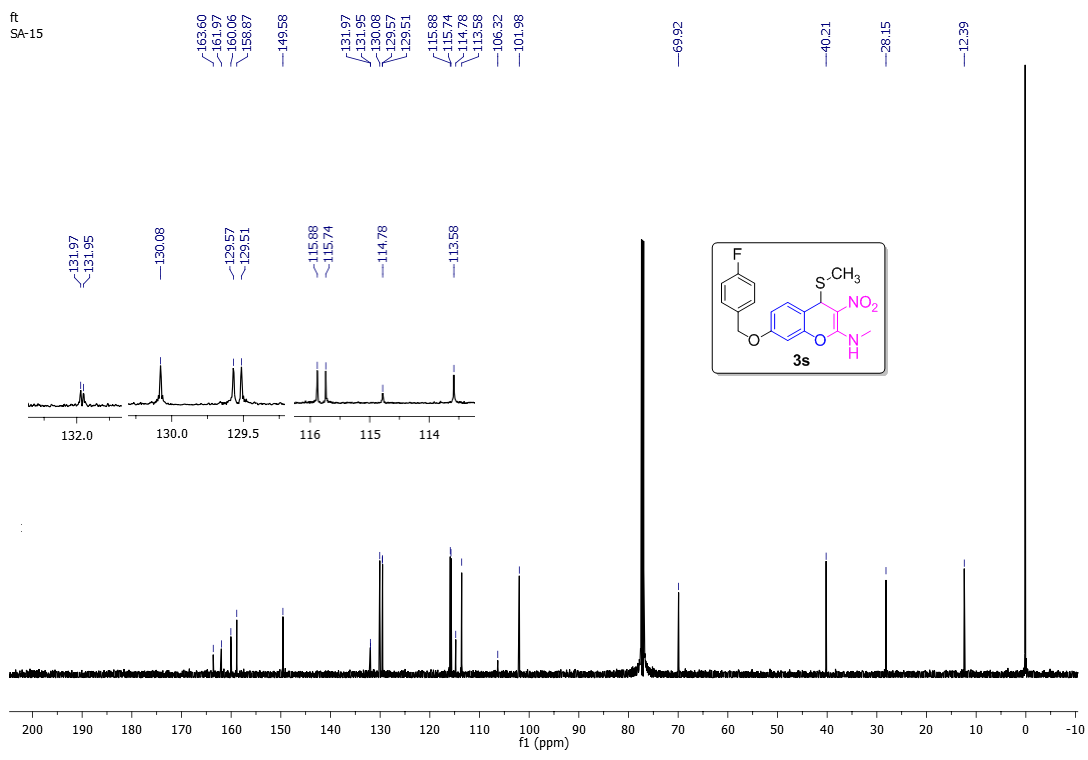 ft
SA-15
163.60
161.97
160.06
158.87
149.58
131.97
131.95
130.08
129.57
129.51
115.88
115.74
114.78
113.58
106.32
101.98
69.92
40.21
28.15
12.39
131.97
131.95
130.08
129.57
129.51
115.88
115.74
114.78
113.58
132.0
130.0 129.5
116 115 114
F
S CH3
NO2
O
O
N
H
3s
:
200 190 180 170 160 150 140 130 120 110 100 90 80 70 60 50 40 30 20 10 0 -10
f1 (ppm)